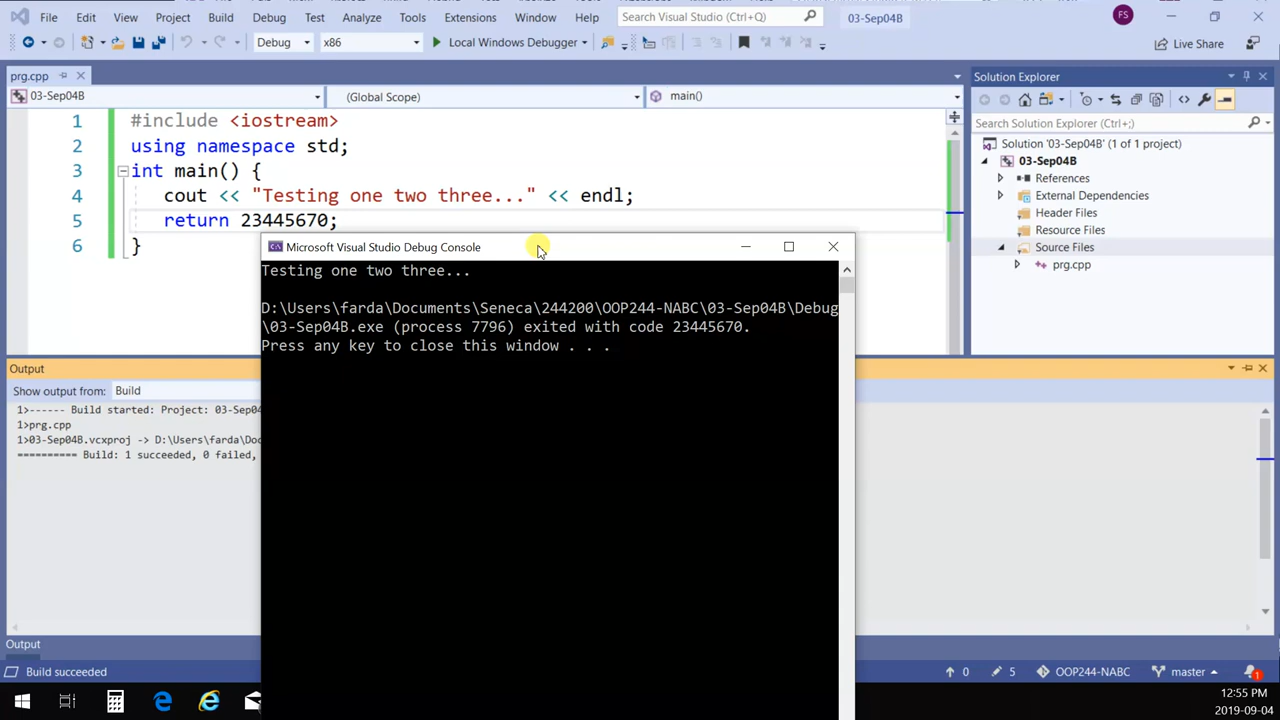 File Edit View Project Build Debug Test Analyze Tools Extensions Window Help Search Visual Studio (Ctrl+Q) 03-Sep04B FS
Debug x86 Local Windows Debugger Live Share
prg.cpp
03-Sep04B (Global Scope) main()
1 #include <iostream>
2 using namespace std;
3 int main() {
4 cout << "Testing one two three..." << endl;
5 return 23445670;
6 }
Solution Explorer
Search Solution Explorer (Ctrl+;)
Solution '03-Sep04B' (1 of 1 project)
03-Sep04B
References
External Dependencies
Header Files
Resource Files
Source Files
prg.cpp
Microsoft Visual Studio Debug Console
Testing one two three...
D:\Users\farda\Documents\Seneca\244200\OOP244-NABC\03-Sep04B\Debug
\03-Sep04B.exe (process 7796) exited with code 23445670.
Press any key to close this window . . .
Output
Show output from: Build
1>------ Build started: Project: 03-Sep04
1>prg.cpp
1>03-Sep04B.vcxproj -> D:\Users\farda\Do
========== Build: 1 succeeded, 0 failed,
Output
Build succeeded 0 5 OOP244-NABC master 1
12:55 PM
2019-09-04